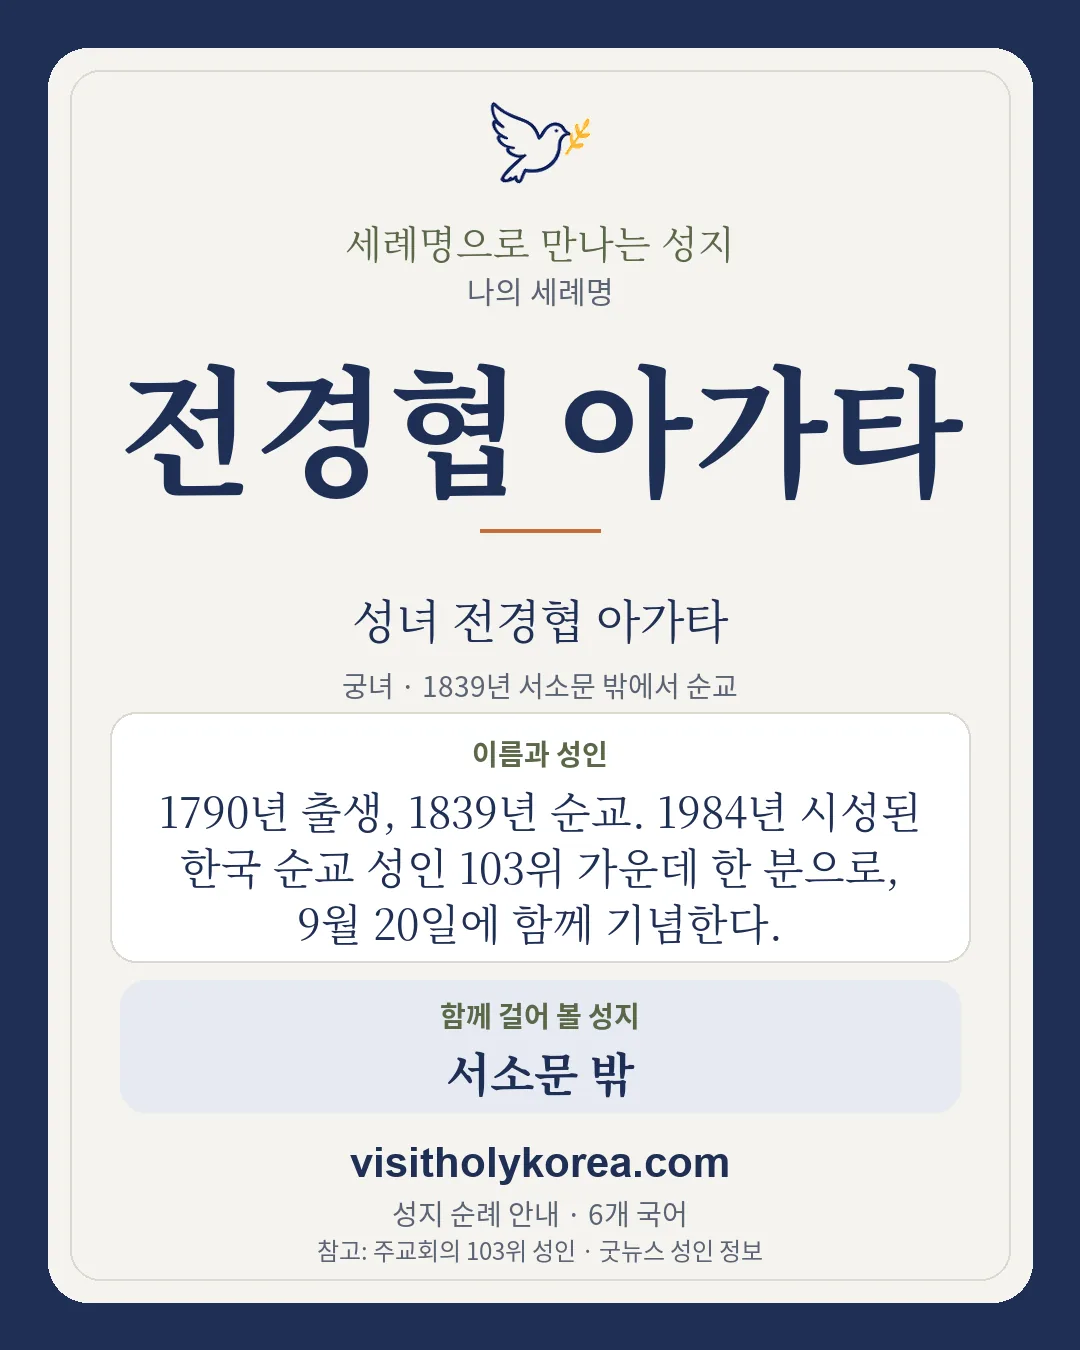 세례명으로 만나는 성지
나의 세례명
전경협 아가타
성녀 전경협 아가타
궁녀 · 1839년 서소문 밖에서 순교
이름과 성인
1790년 출생, 1839년 순교. 1984년 시성된
한국 순교 성인 103위 가운데 한 분으로,
9월 20일에 함께 기념한다.
함께 걸어 볼 성지
서소문 밖
visitholykorea.com
성지 순례 안내 · 6개 국어
참고: 주교회의 103위 성인 · 굿뉴스 성인 정보